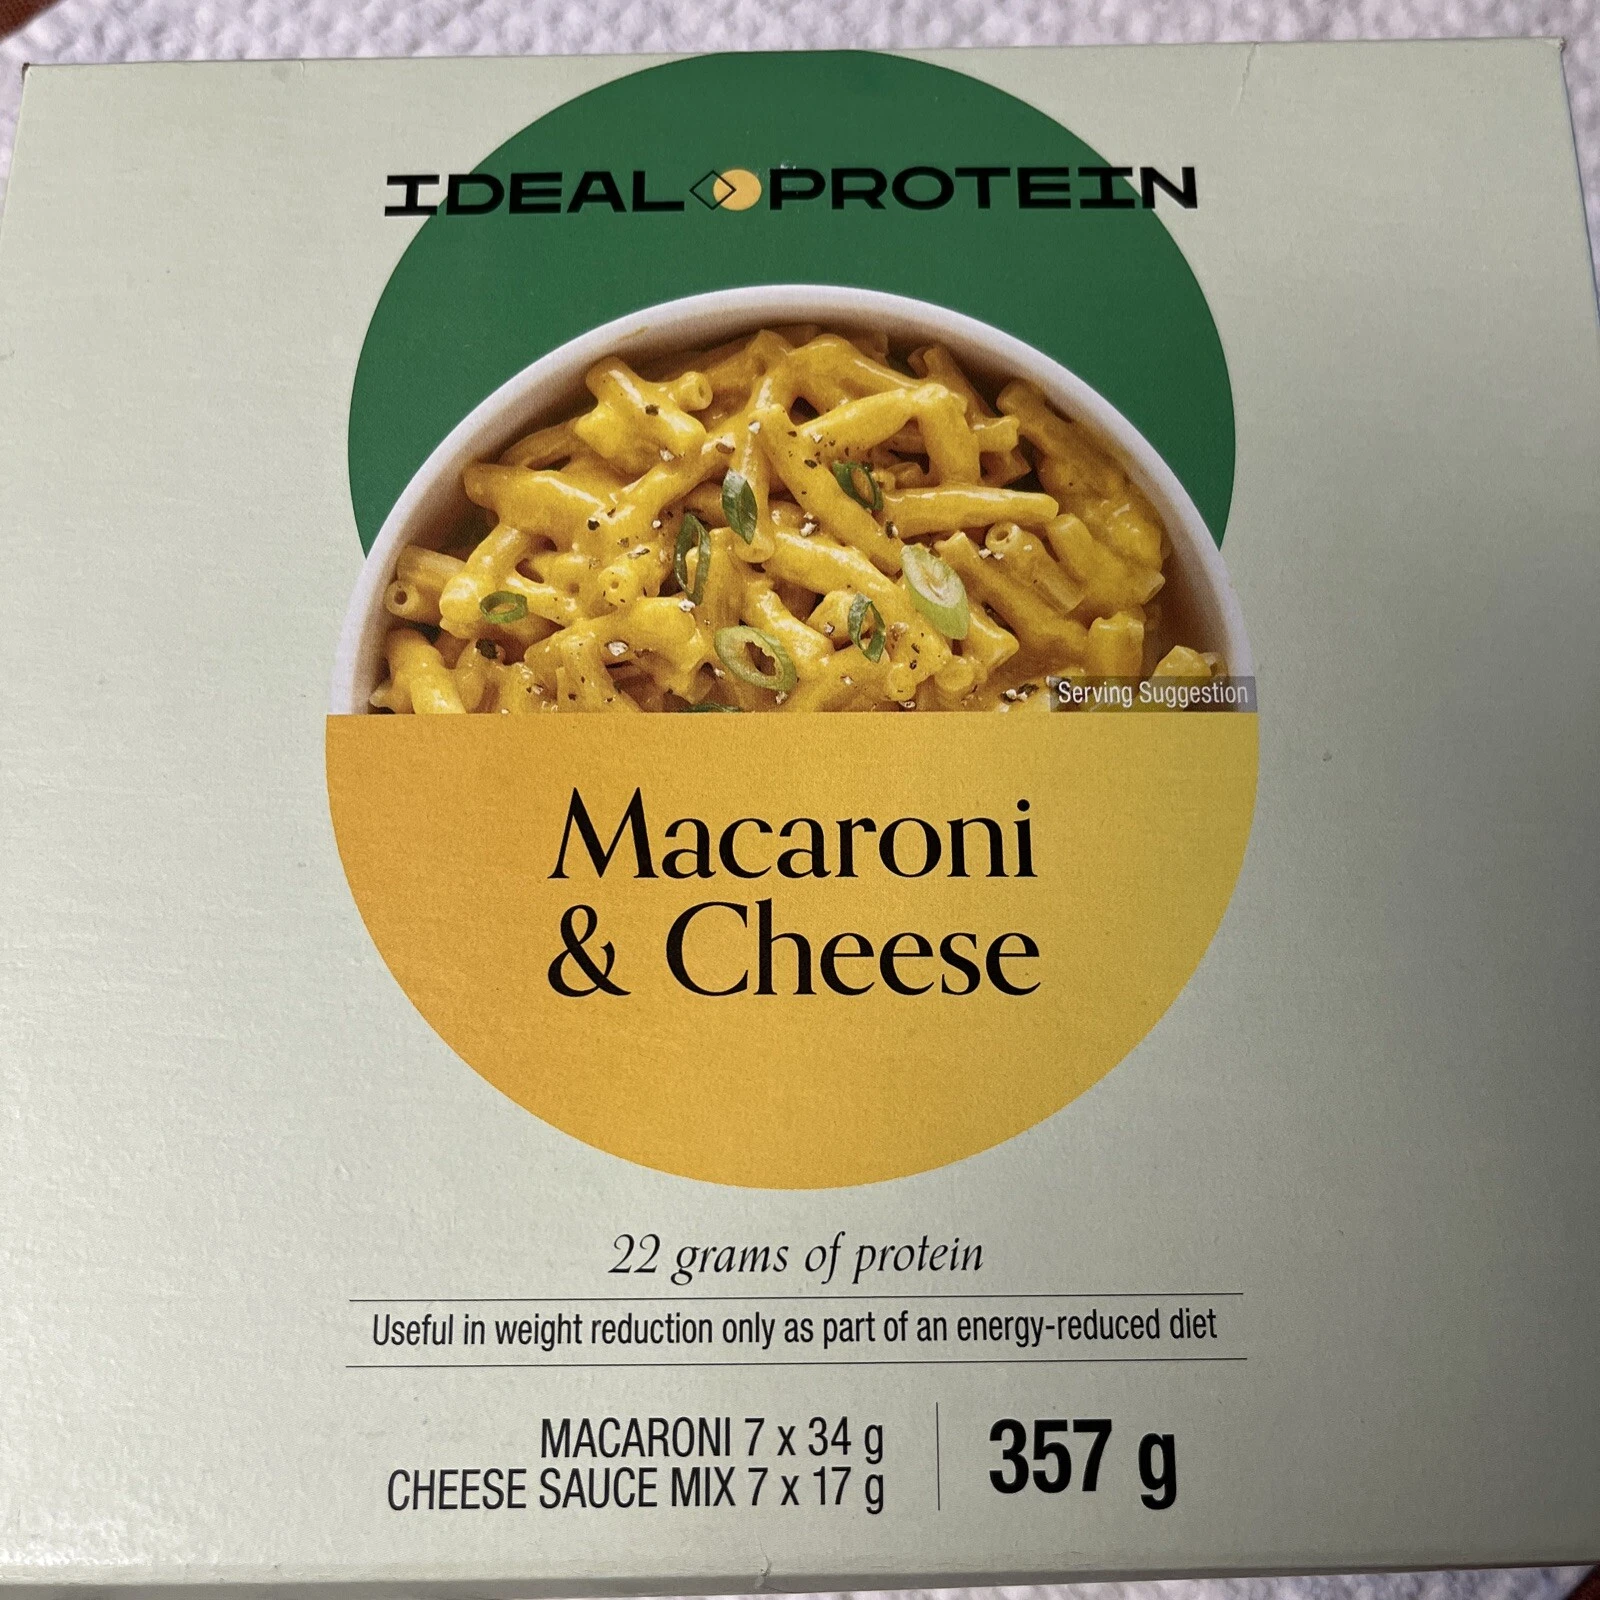 IDEAL PROTEIN
Serving Suggestion
Macaroni
& Cheese
22 grams of protein
Useful in weight reduction only as part of an energy-reduced diet
MACARONI 7 x 34 g
CHEESE SAUCE MIX 7 x 17 g
357 g